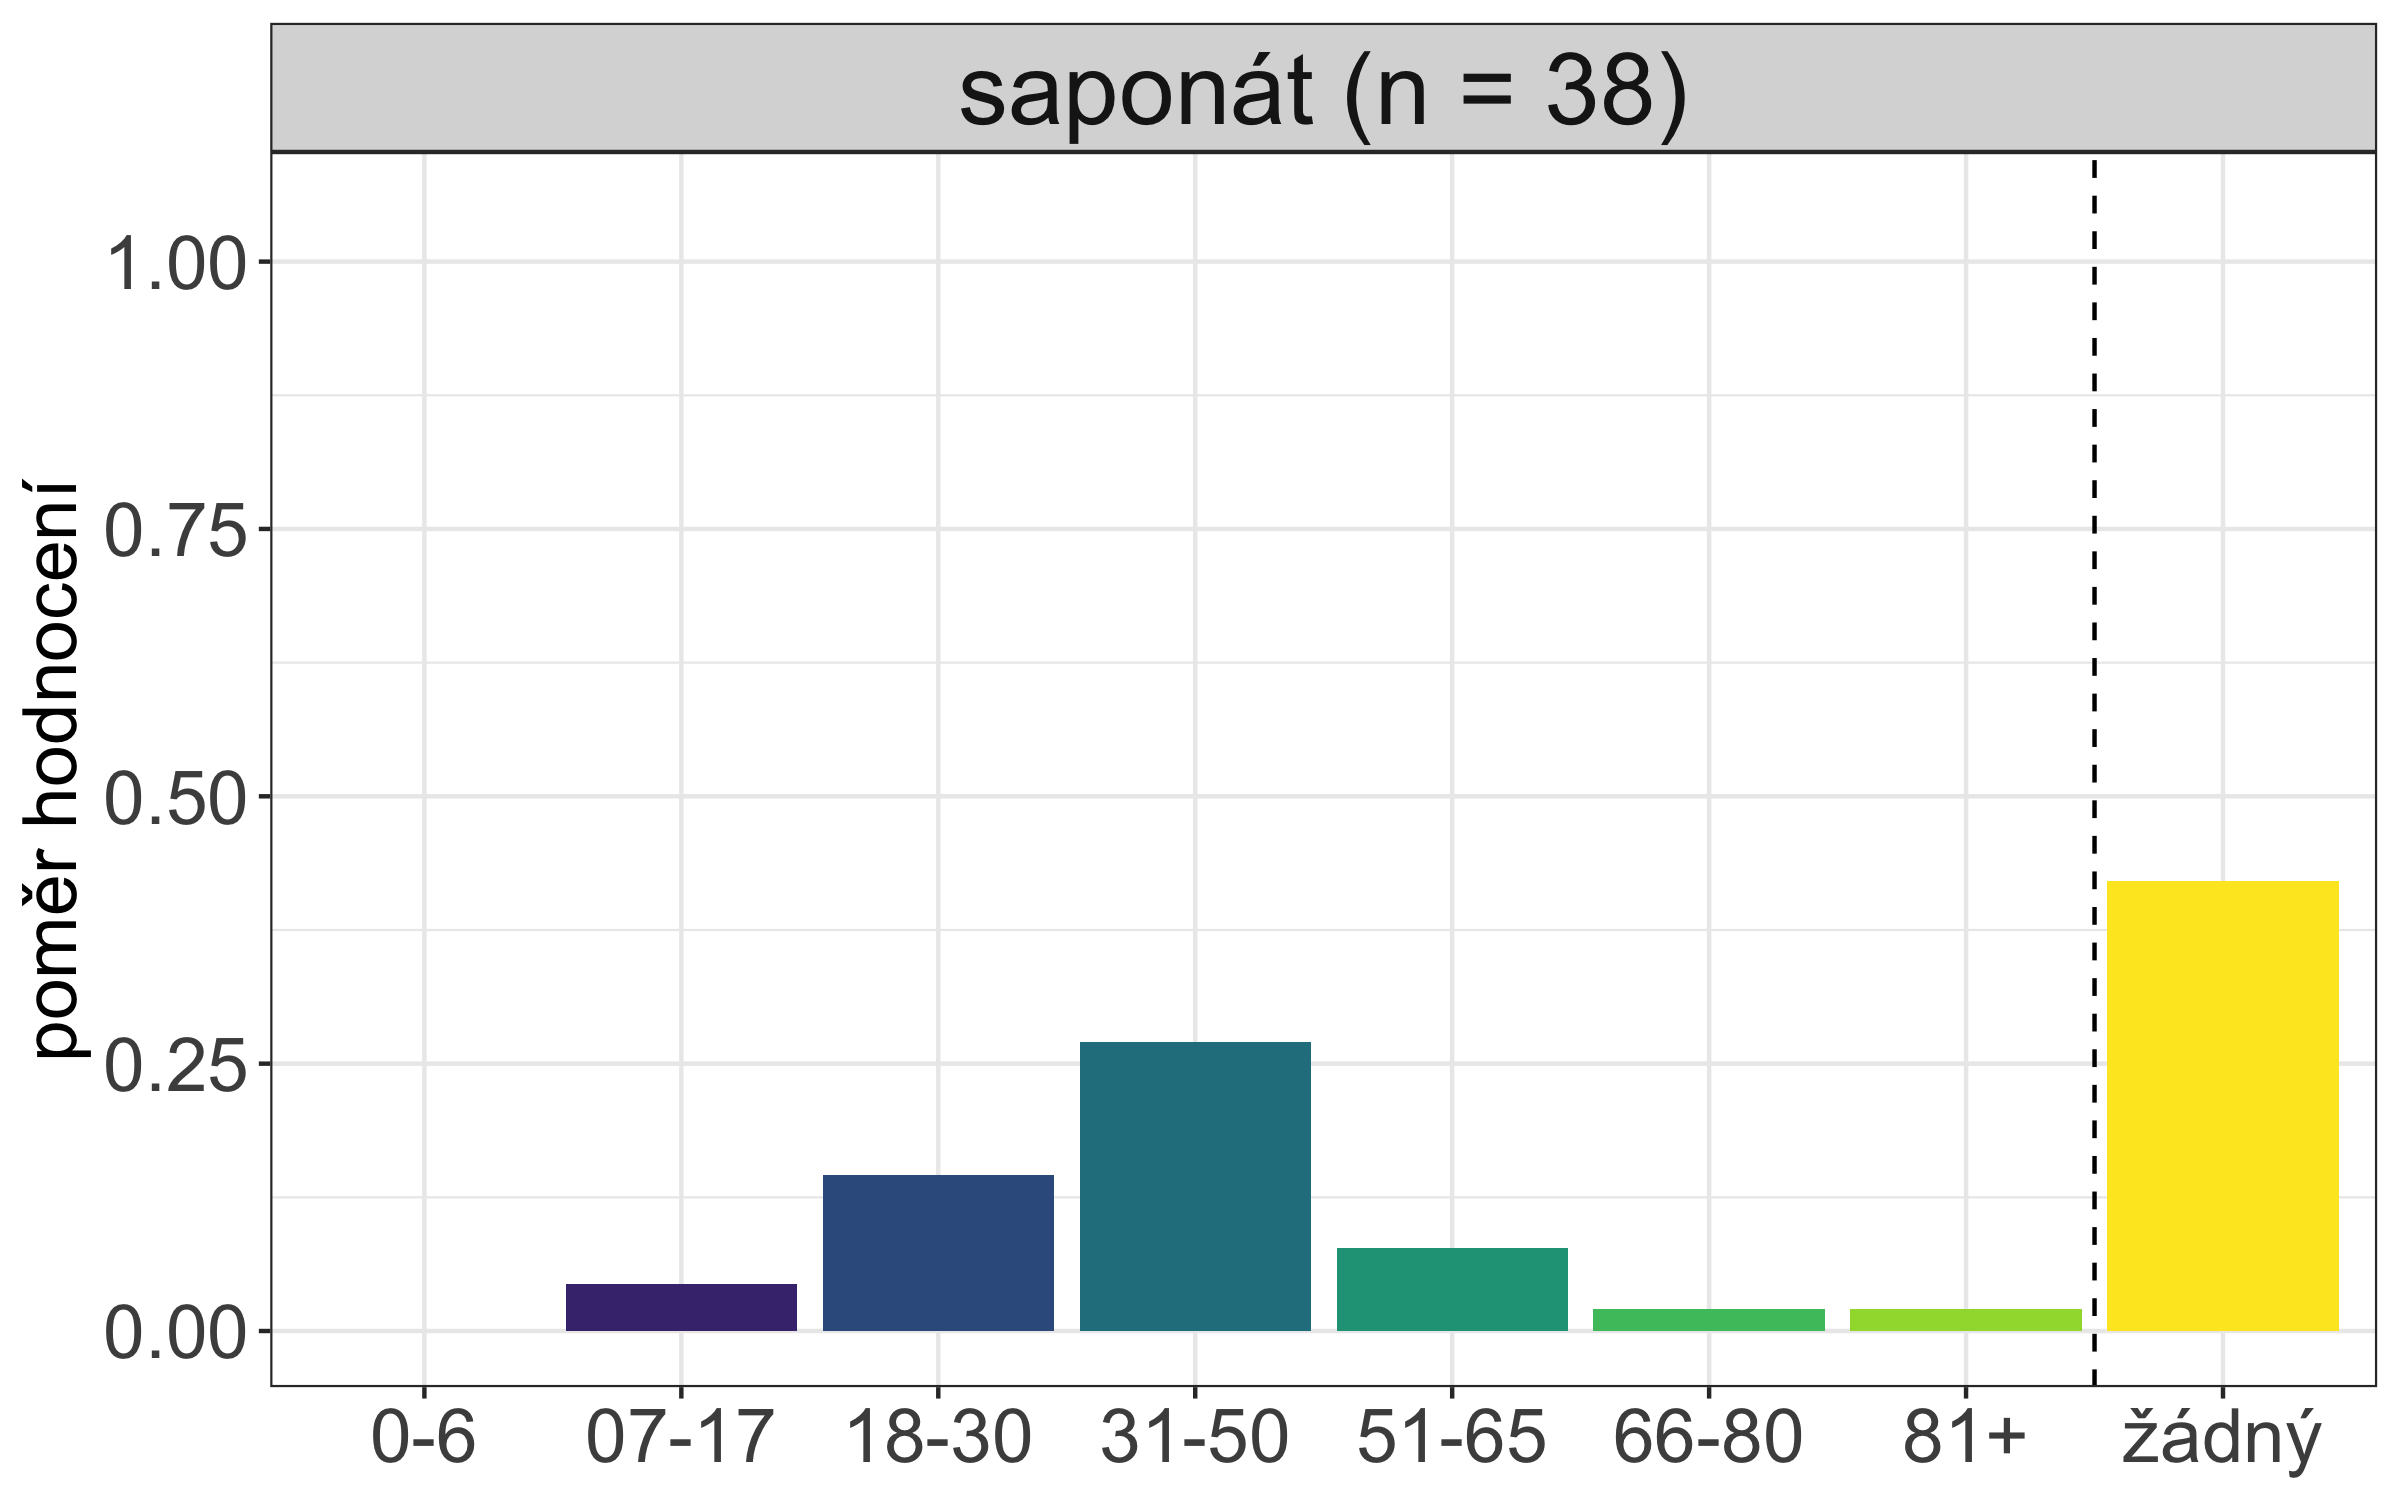 saponát (n = 38)
poměr hodnocení
1.00
0.75
0.50
0.25
0.00
0-6 07-17 18-30 31-50 51-65 66-80 81+ žádný